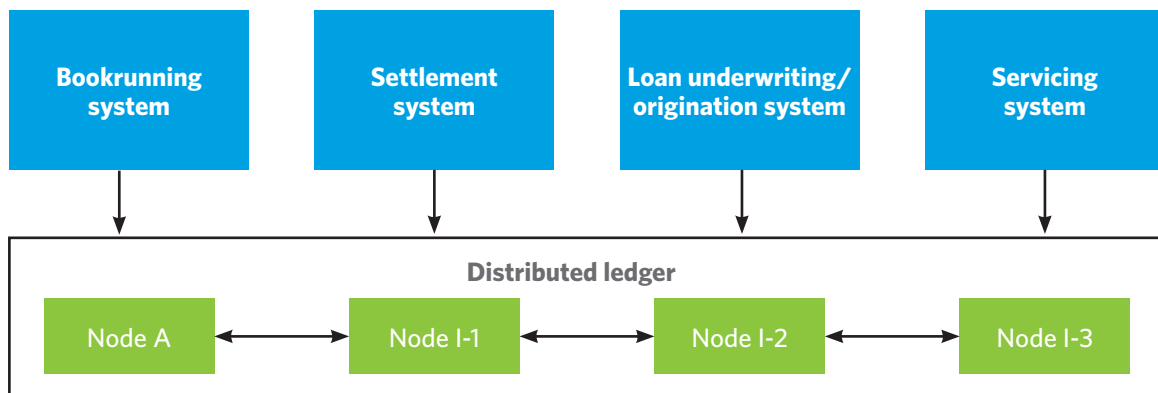 Bookrunning
system
Settlement
system
Loan underwriting/
origination system
Servicing
system
Distributed ledger
Node A
Node I-1
Node I-2
Node I-3